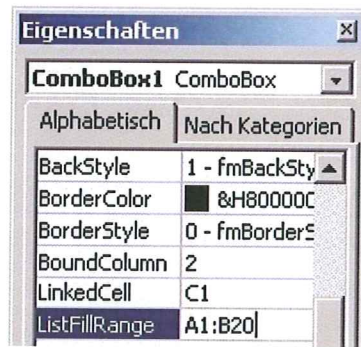 Eigenschaften
ComboBox1 ComboBox
Alphabetisch Nach Kategorien
BackStyle 1 - fmBackSty
BorderColor &H80000C
BorderStyle 0 - fmBorderS
BoundColumn 2
LinkedCell C1
ListFillRange A1:B20